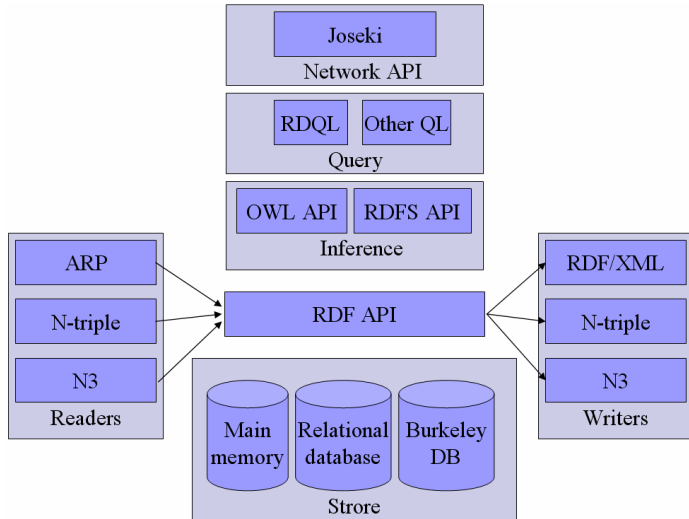 Joseki
Network API
RDQL
Other QL
Query
OWL API
RDFS API
Inference
ARP
N-triple
N3
Readers
RDF API
RDF/XML
N-triple
N3
Writers
Main
memory
Relational
database
Burkeley
DB
Strore